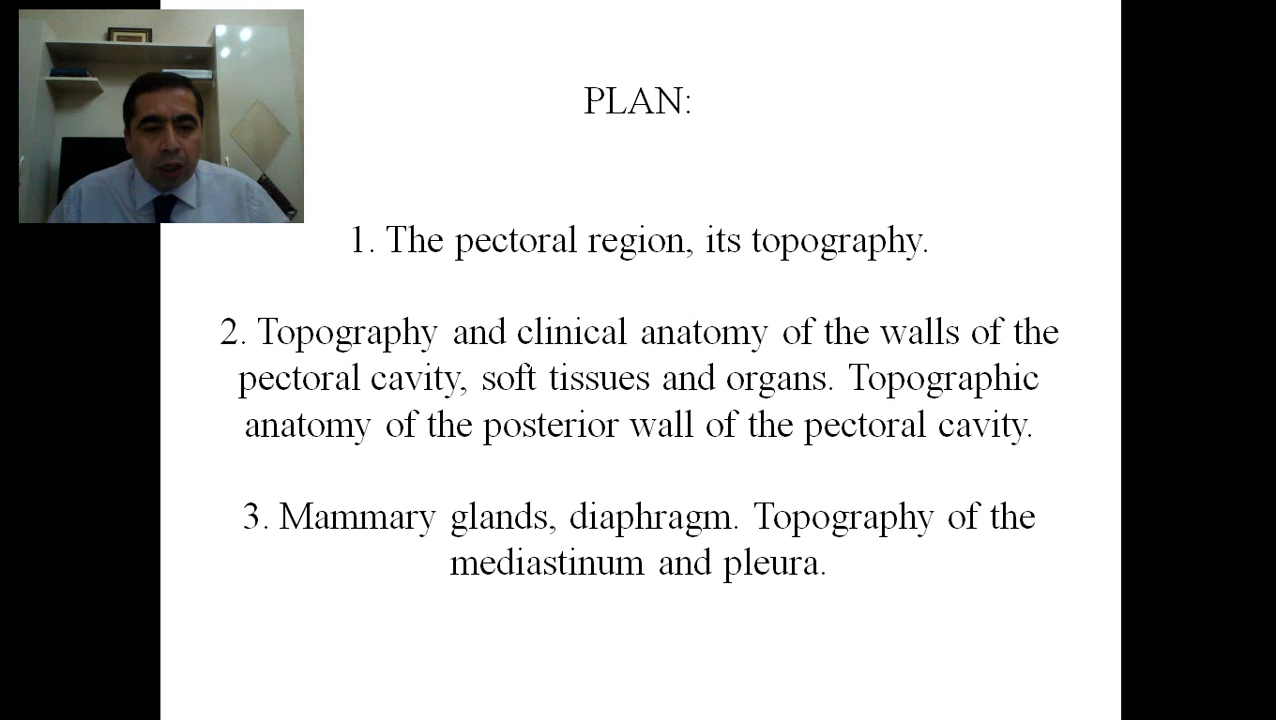 PLAN:
1. The pectoral region, its topography.
2. Topography and clinical anatomy of the walls of the
pectoral cavity, soft tissues and organs. Topographic
anatomy of the posterior wall of the pectoral cavity.
3. Mammary glands, diaphragm. Topography of the
mediastinum and pleura.